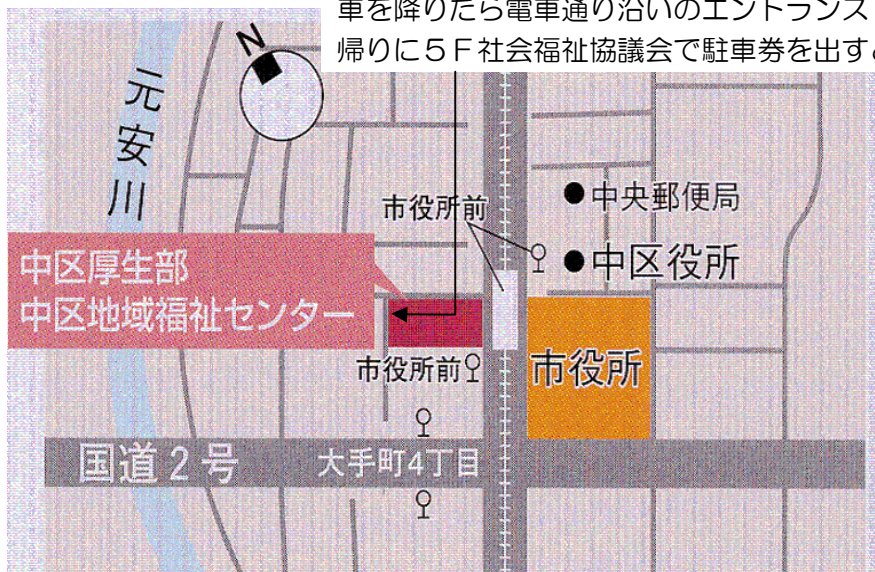 車を降りたら電車通り沿いのエントランス
帰りに５Ｆ社会福祉協議会で駐車券を出す
N
元安川
市役所前
中央郵便局
中区役所
中区厚生部
中区地域福祉センター
市役所前
市役所
国道２号
大手町4丁目